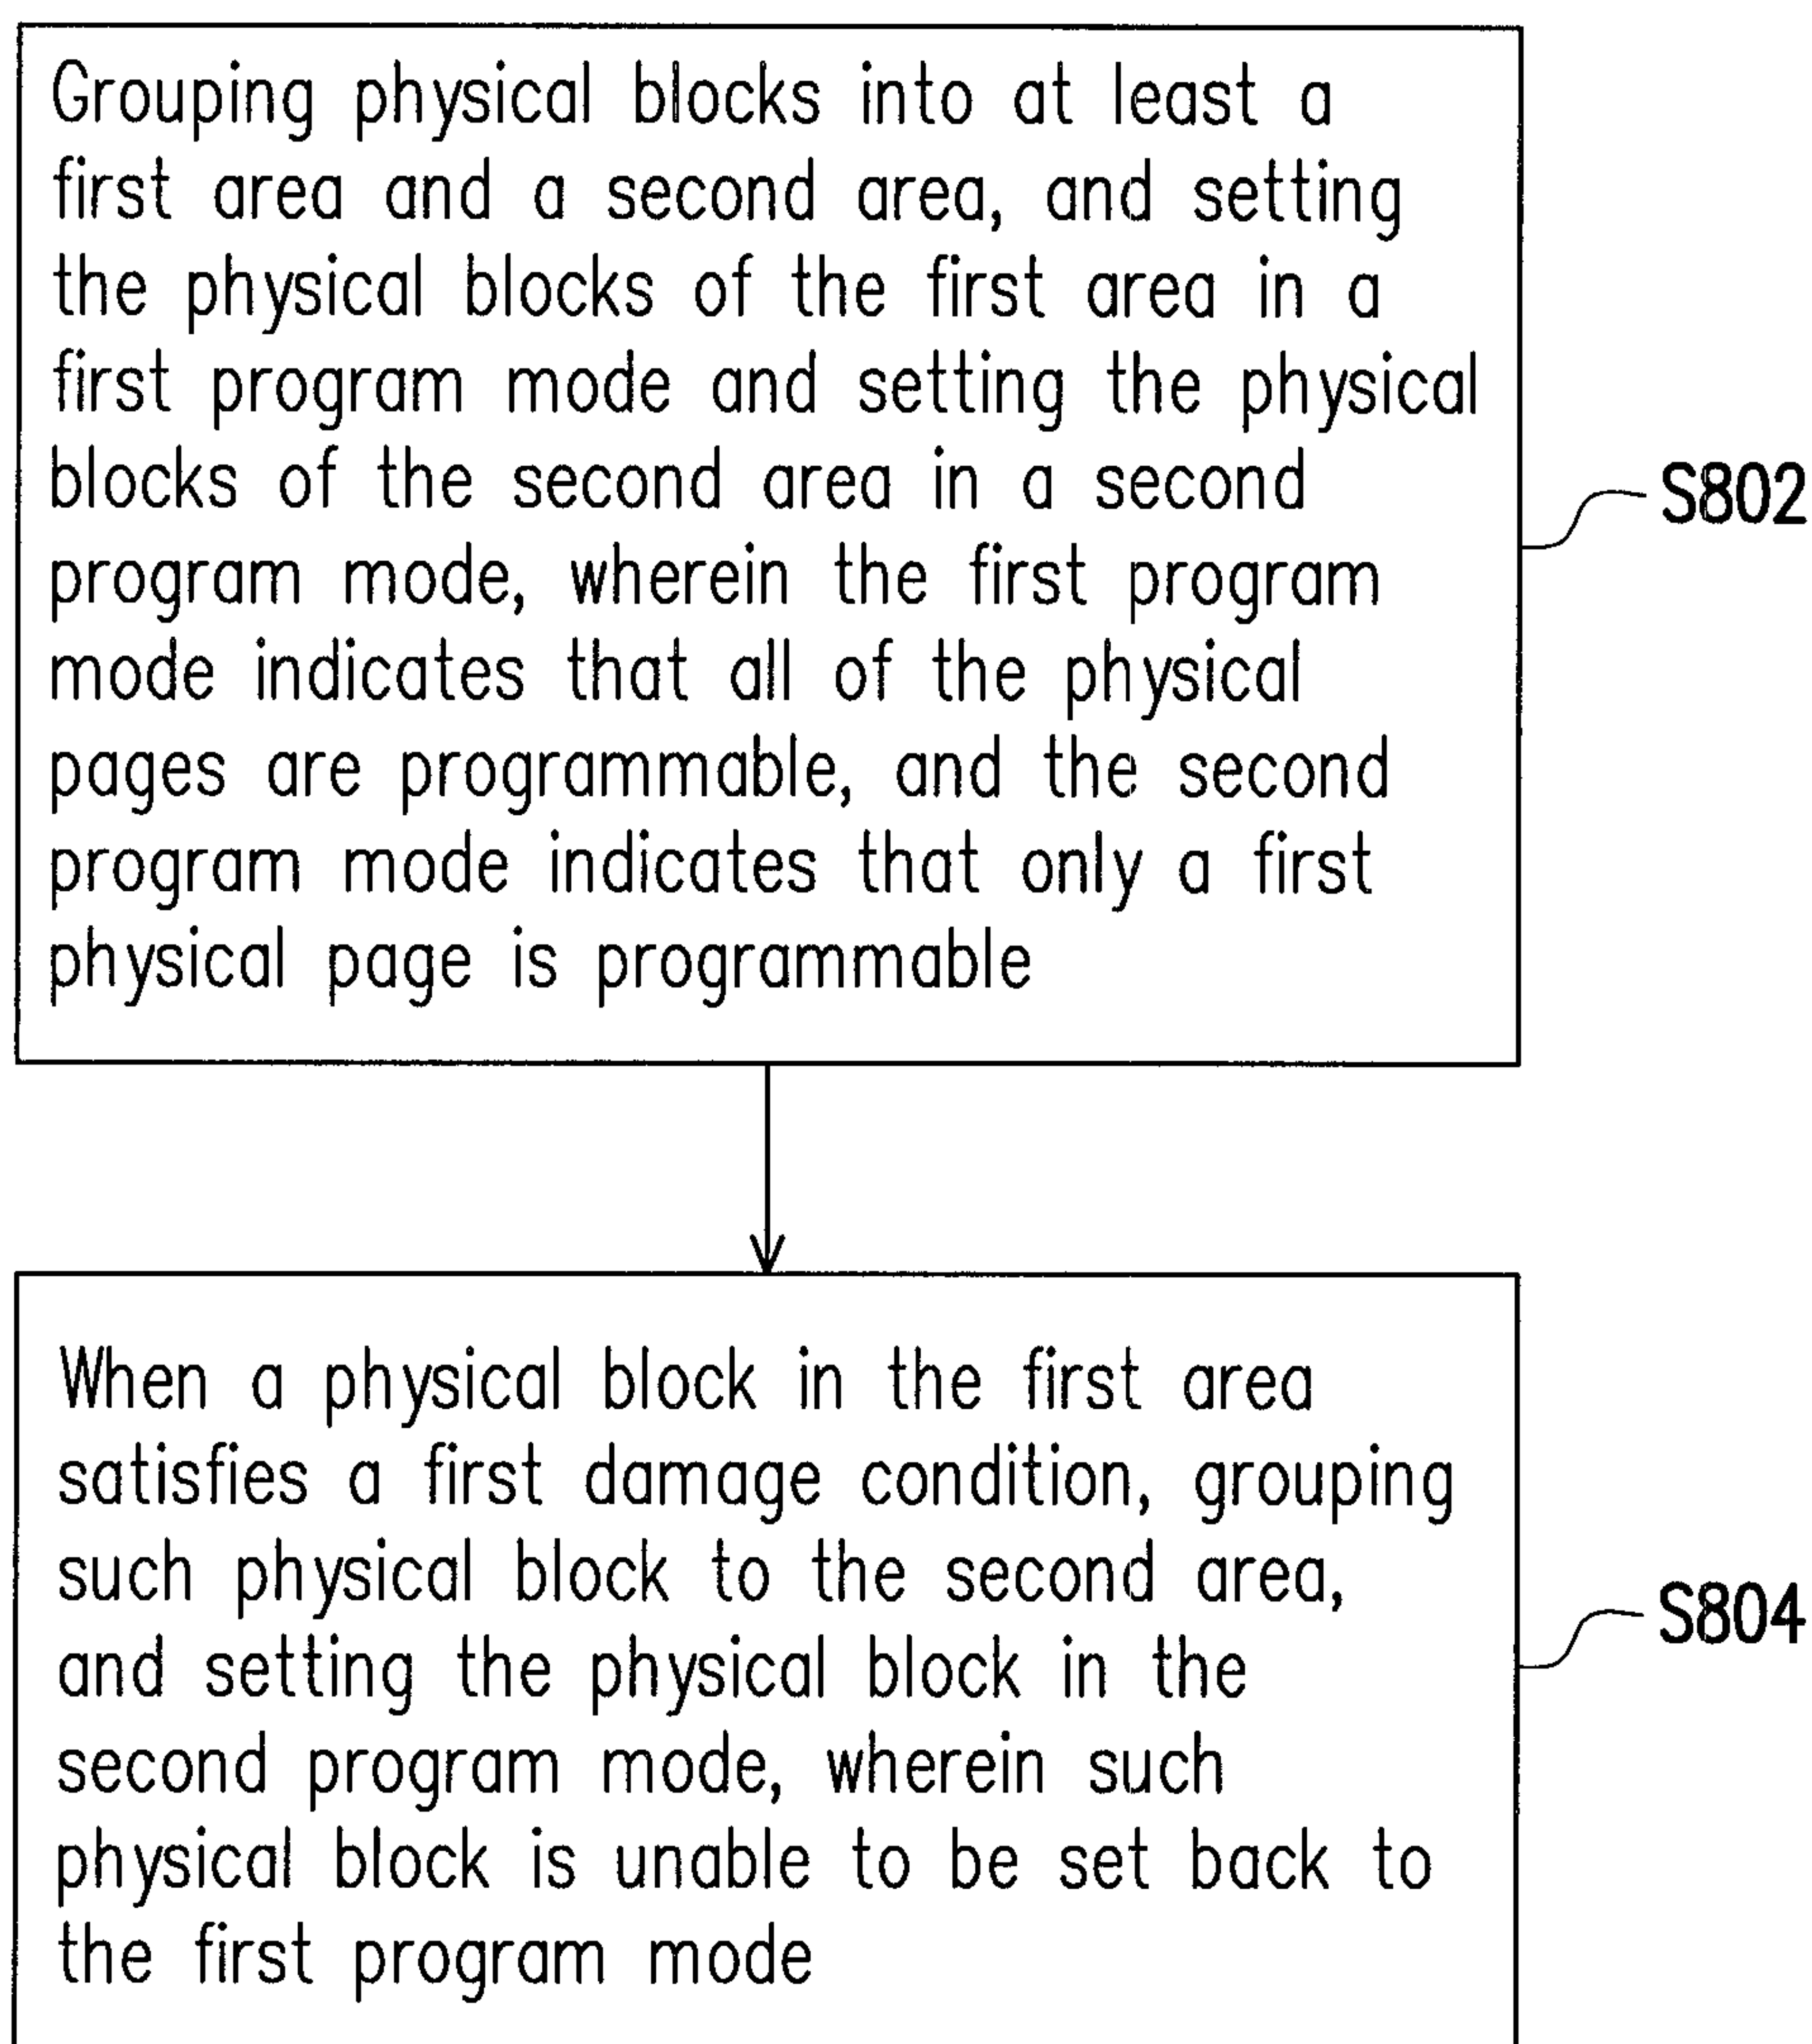 Grouping physical blocks into at least a
first area and a second area, and setting
the physical blocks of the first area in a
first program mode and setting the physical
blocks of the second area in a second
program mode, wherein the first program
mode indicates that all of the physical
pages are programmable, and the second
program mode indicates that only a first
physical page is programmable
S802
When a physical block in the first area
satisfies a first damage condition, grouping
such physical block to the second area,
and setting the physical block in the
second program mode, wherein such
physical block is unable to be set back to
the first program mode
S804